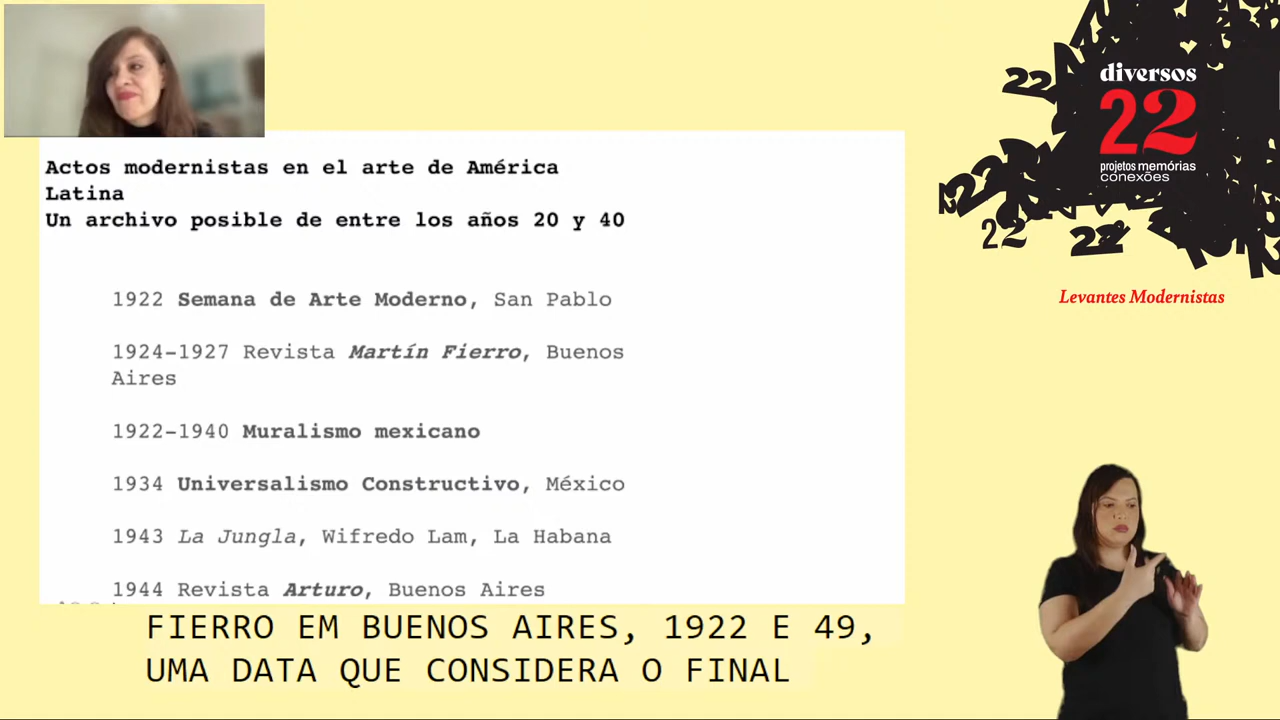 diversos
22
projetos memórias
conexões
Levantes Modernistas
Actos modernistas en el arte de América
Latina
Un archivo posible de entre los años 20 y 40
1922 Semana de Arte Moderno, San Pablo
1924-1927 Revista Martín Fierro, Buenos
Aires
1922-1940 Muralismo mexicano
1934 Universalismo Constructivo, México
1943 La Jungla, Wifredo Lam, La Habana
1944 Revista Arturo, Buenos Aires
FIERRO EM BUENOS AIRES, 1922 E 49,
UMA DATA QUE CONSIDERA O FINAL